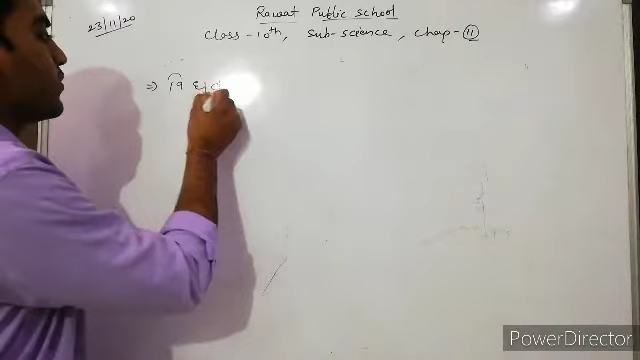 23/11/20
Rawat Public school
Class-10th, sub-science, chap-11
⇒
PowerDirector